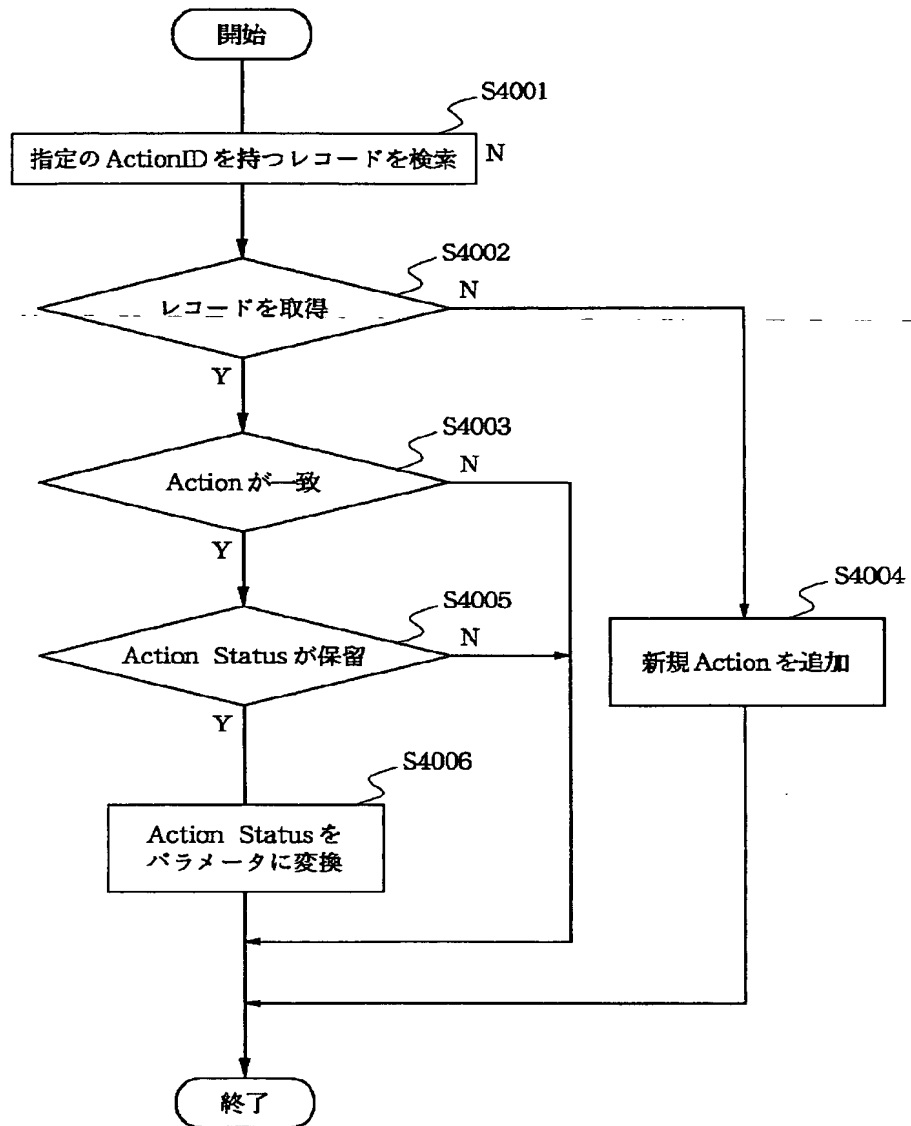 開始
S4001
指定のActionIDを持つレコードを検索
N
S4002
レコードを取得
N
Y
S4003
Actionが一致
N
Y
S4005
Action Statusが保留
N
Y
S4004
新規Actionを追加
S4006
Action Statusを
パラメータに変換
終了